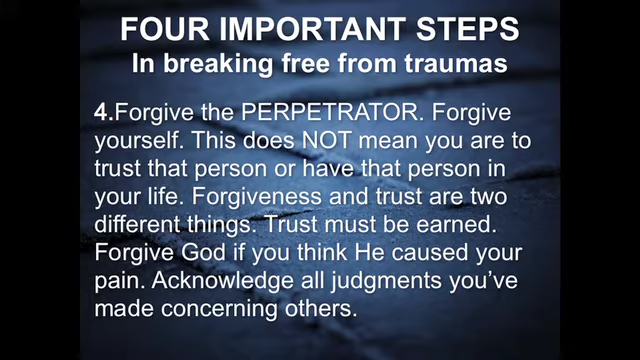 FOUR IMPORTANT STEPS
In breaking free from traumas
4.Forgive the PERPETRATOR. Forgive
yourself. This does NOT mean you are to
trust that person or have that person in
your life. Forgiveness and trust are two
different things. Trust must be earned.
Forgive God if you think He caused your
pain. Acknowledge all judgments you’ve
made concerning others.